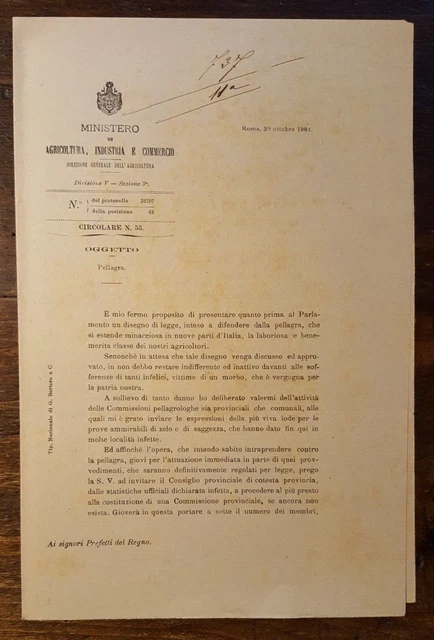 737
11a
MINISTERO
DI
AGRICOLTURA, INDUSTRIA E COMMERCIO
DIREZIONE GENERALE DELL'AGRICOLTURA
Divisione V — Sezione 3ª
N.° del protocollo 32797
della posizione 43
CIRCOLARE N. 53.
Roma, 29 ottobre 1901.
OGGETTO
Pellagra.
È mio fermo proposito di presentare quanto prima al Parla-
mento un disegno di legge, inteso a difendere dalla pellagra, che
si estende minacciosa in nuove parti d'Italia, la laboriosa e bene-
merita classe dei nostri agricoltori.
Senonché in attesa che tale disegno venga discusso ed appro-
vato, io non debbo restare indifferente ed inattivo davanti alle sof-
ferenze di tanti infelici, vittime di un morbo, che è vergogna per
la patria nostra.
A sollievo di tanto danno ho deliberato valermi dell'attività
delle Commissioni pellagrologhe sia provinciali che comunali, alle
quali mi è grato inviare le espressioni della più viva lode per le
prove ammirabili di zelo e di saggezza, che hanno dato fin qui in
molte località infette.
Ed affinché l'opera, che intendo subito intraprendere contro
la pellagra, giovi per l'attuazione immediata in parte di quei prov-
vedimenti, che saranno definitivamente regolati per legge, prego
la S. V. ad invitare il Consiglio provinciale di cotesta provincia,
dalle statistiche ufficiali dichiarata infetta, a procedere al più presto
alla costituzione di una Commissione provinciale, se ancora non
esista. Gioverà in questa portare a sette il numero dei membri,
Ai signori Prefetti del Regno.
Tip. Nazionale di G. Bertero e C.